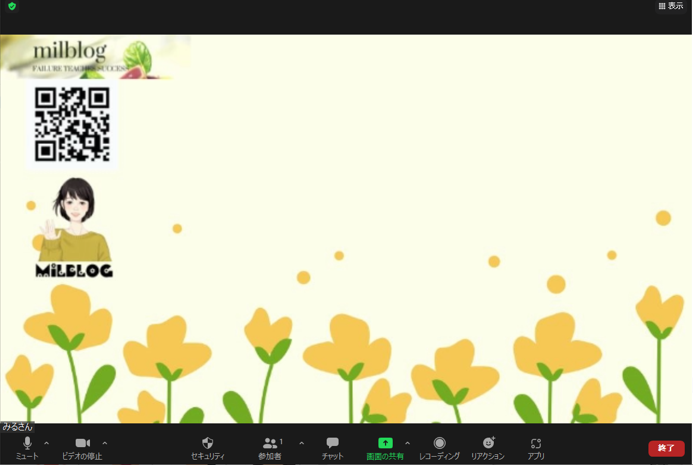 表示
milblog
FAILURE TEACHES SUCCESS
MiLBLOG
みるさん
ミュート
ビデオの停止
セキュリティ
参加者
1
チャット
画面の共有
レコーディング
リアクション
アプリ
終了